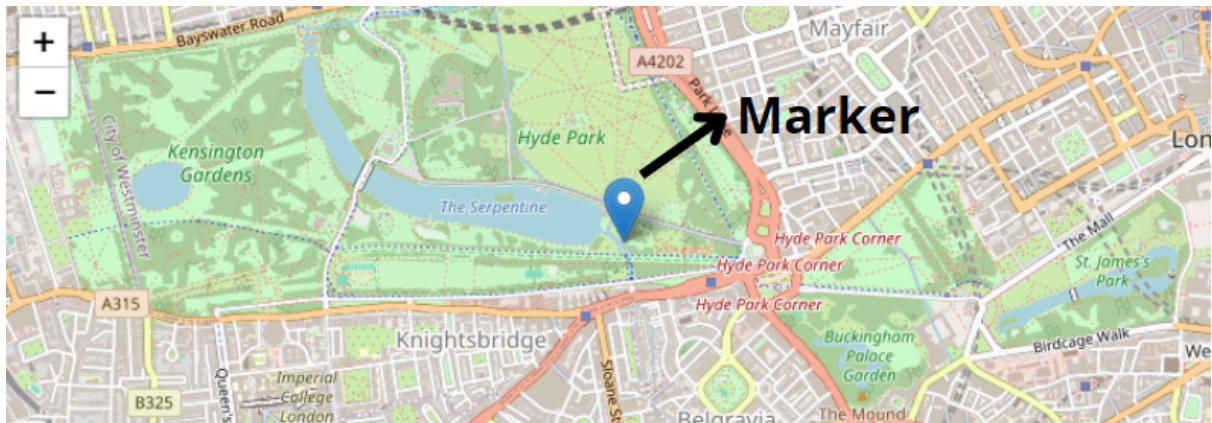 +
−
Bayswater Road
Mayfair
A4202
Park Lane
Marker
City of Westminster
Kensington
Gardens
Hyde Park
The Serpentine
Hyde Park Corner
Hyde Park Corner
Hyde Park Corner
Lon
The Mall
St. James's
Park
A315
Knightsbridge
Buckingham
Palace
Garden
Birdcage Walk
We
Queen's
Imperial
College
London
B325
Sloane St
Belgravia
The Mound